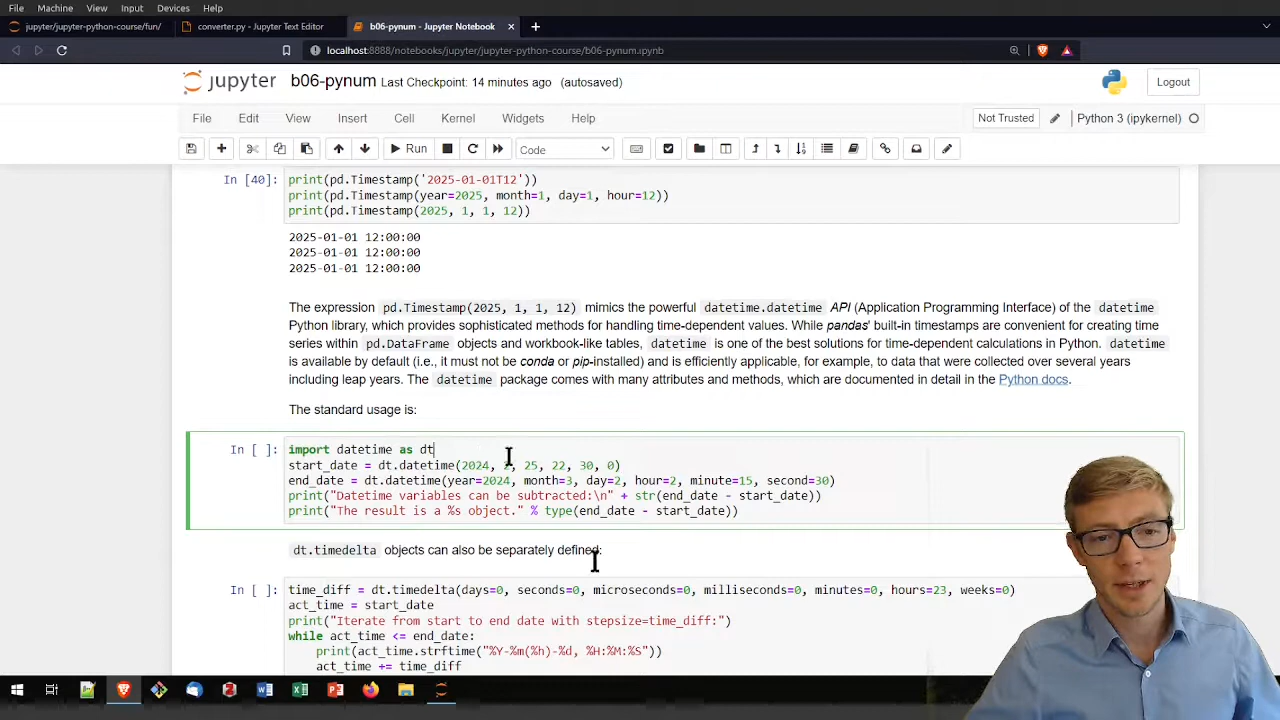 File Machine View Input Devices Help
jupyter/jupyter-python-course/fun/ converter.py - Jupyter Text Editor b06-pynum - Jupyter Notebook
localhost:8888/notebooks/jupyter/jupyter-python-course/b06-pynum.ipynb
jupyter b06-pynum Last Checkpoint: 14 minutes ago (autosaved) Logout
File Edit View Insert Cell Kernel Widgets Help Not Trusted Python 3 (ipykernel)
Run Code
In [40]: print(pd.Timestamp('2025-01-01T12'))
print(pd.Timestamp(year=2025, month=1, day=1, hour=12))
print(pd.Timestamp(2025, 1, 1, 12))
2025-01-01 12:00:00
2025-01-01 12:00:00
2025-01-01 12:00:00
The expression pd.Timestamp(2025, 1, 1, 12) mimics the powerful datetime.datetime API (Application Programming Interface) of the datetime
Python library, which provides sophisticated methods for handling time-dependent values. While pandas' built-in timestamps are convenient for creating time
series within pd.DataFrame objects and workbook-like tables, datetime is one of the best solutions for time-dependent calculations in Python. datetime
is available by default (i.e., it must not be conda or pip-installed) and is efficiently applicable, for example, to data that were collected over several years
including leap years. The datetime package comes with many attributes and methods, which are documented in detail in the Python docs.
The standard usage is:
In [ ]: import datetime as dt
start_date = dt.datetime(2024, 2, 25, 22, 30, 0)
end_date = dt.datetime(year=2024, month=3, day=2, hour=2, minute=15, second=30)
print("Datetime variables can be subtracted:\n" + str(end_date - start_date))
print("The result is a %s object." % type(end_date - start_date))
dt.timedelta objects can also be separately defined:
In [ ]: time_diff = dt.timedelta(days=0, seconds=0, microseconds=0, milliseconds=0, minutes=0, hours=23, weeks=0)
act_time = start_date
print("Iterate from start to end date with stepsize=time_diff:")
while act_time <= end_date:
print(act_time.strftime("%Y-%m(%h)-%d, %H:%M:%S"))
act_time += time_diff